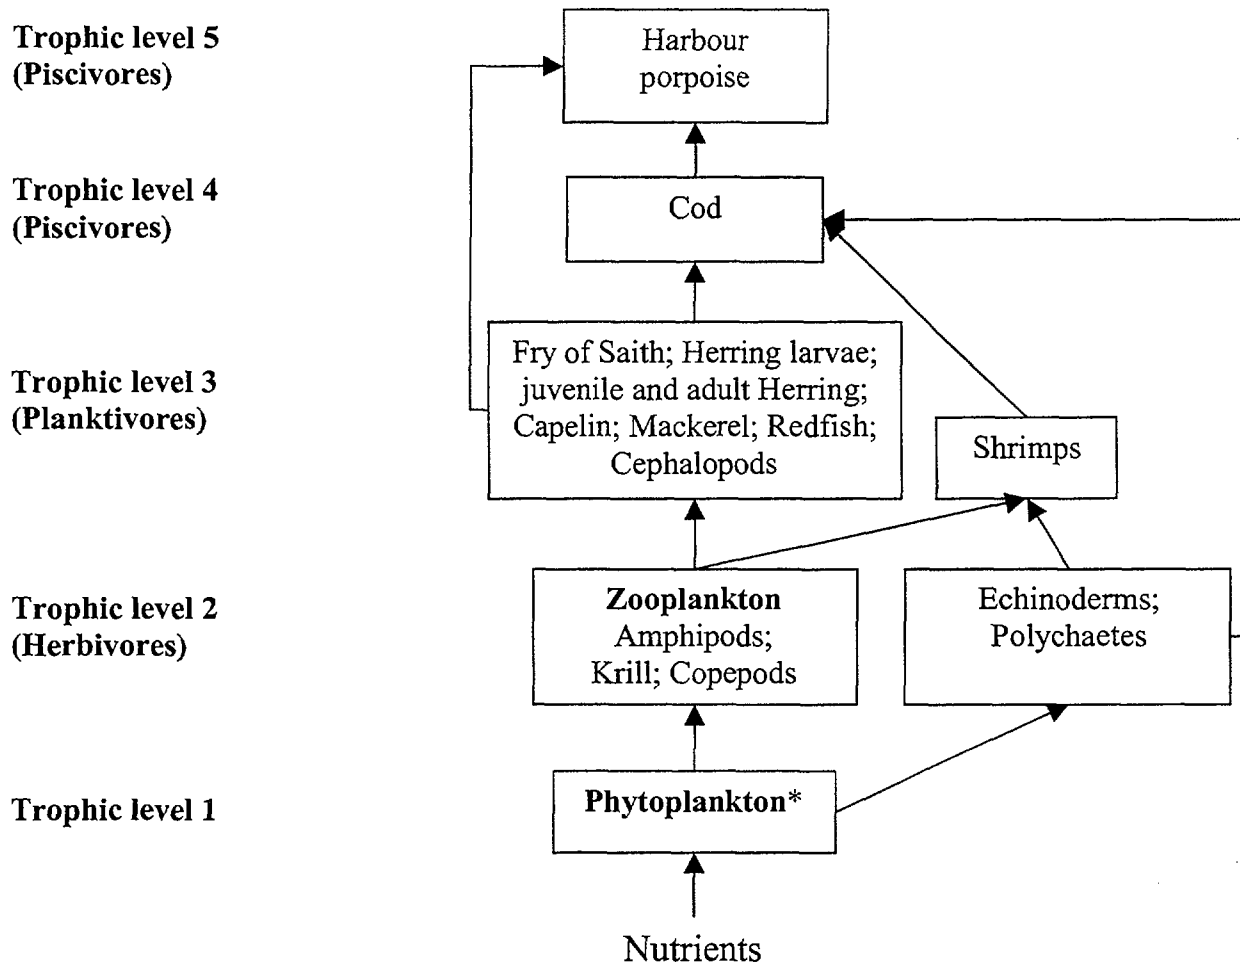 Trophic level 5
(Piscivores)
Harbour
porpoise
Trophic level 4
(Piscivores)
Cod
Trophic level 3
(Planktivores)
Fry of Saith; Herring larvae;
juvenile and adult Herring;
Capelin; Mackerel; Redfish;
Cephalopods
Shrimps
Trophic level 2
(Herbivores)
Zooplankton
Amphipods;
Krill; Copepods
Echinoderms;
Polychaetes
Trophic level 1
Phytoplankton*
Nutrients